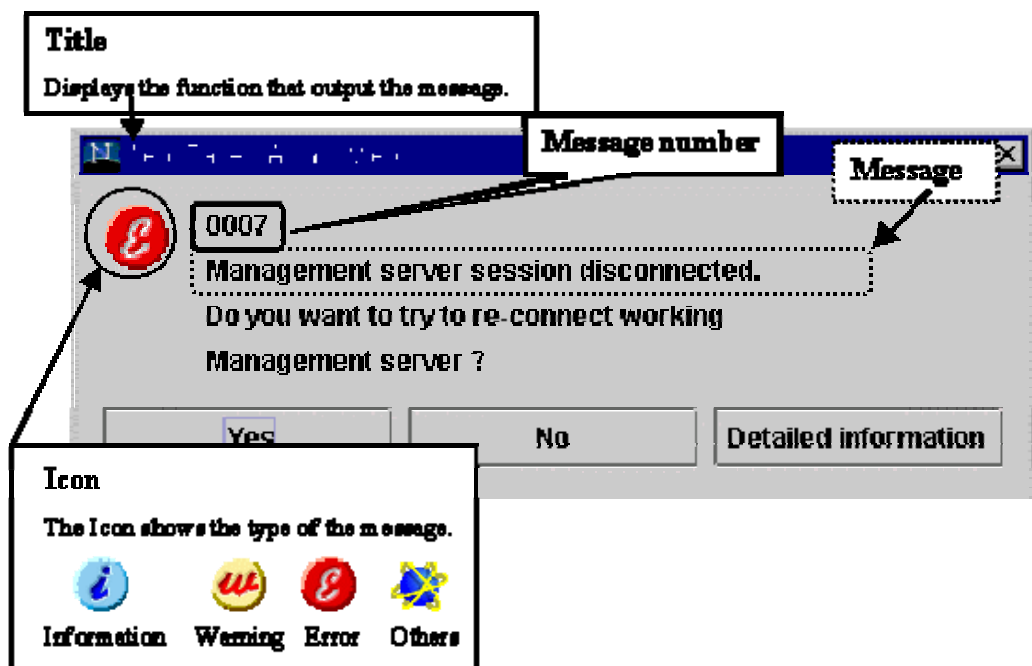 Title
Displays the function that output the message.
Message number
Message
0007
Management server session disconnected.
Do you want to try to re-connect working
Management server ?
Yes
No
Detailed information
Icon
The Icon shows the type of the message.
Information Warning Error Others